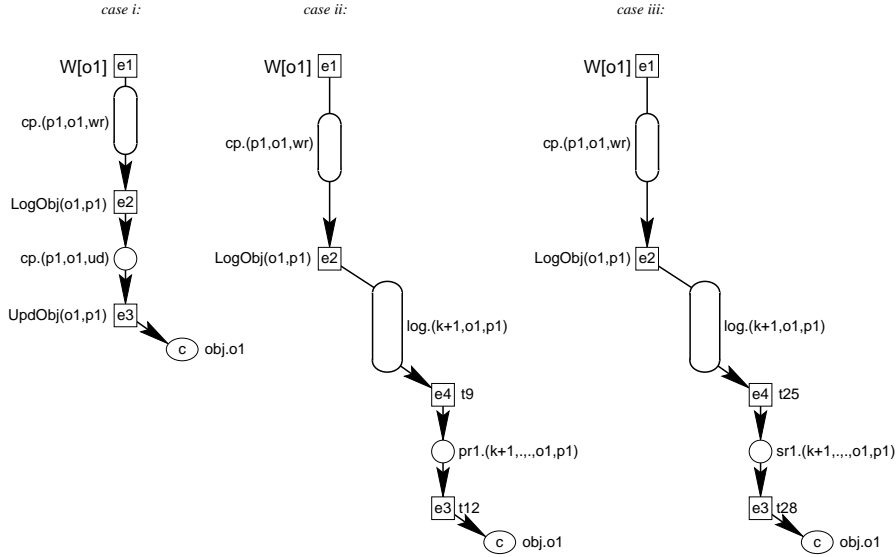 case i:
W[o1] e1
cp.(p1,o1,wr)
LogObj(o1,p1) e2
cp.(p1,o1,ud)
UpdObj(o1,p1) e3
c obj.o1
case ii:
W[o1] e1
cp.(p1,o1,wr)
LogObj(o1,p1) e2
log.(k+1,o1,p1)
e4 t9
pr1.(k+1,.,.,o1,p1)
e3 t12
c obj.o1
case iii:
W[o1] e1
cp.(p1,o1,wr)
LogObj(o1,p1) e2
log.(k+1,o1,p1)
e4 t25
sr1.(k+1,.,.,o1,p1)
e3 t28
c obj.o1